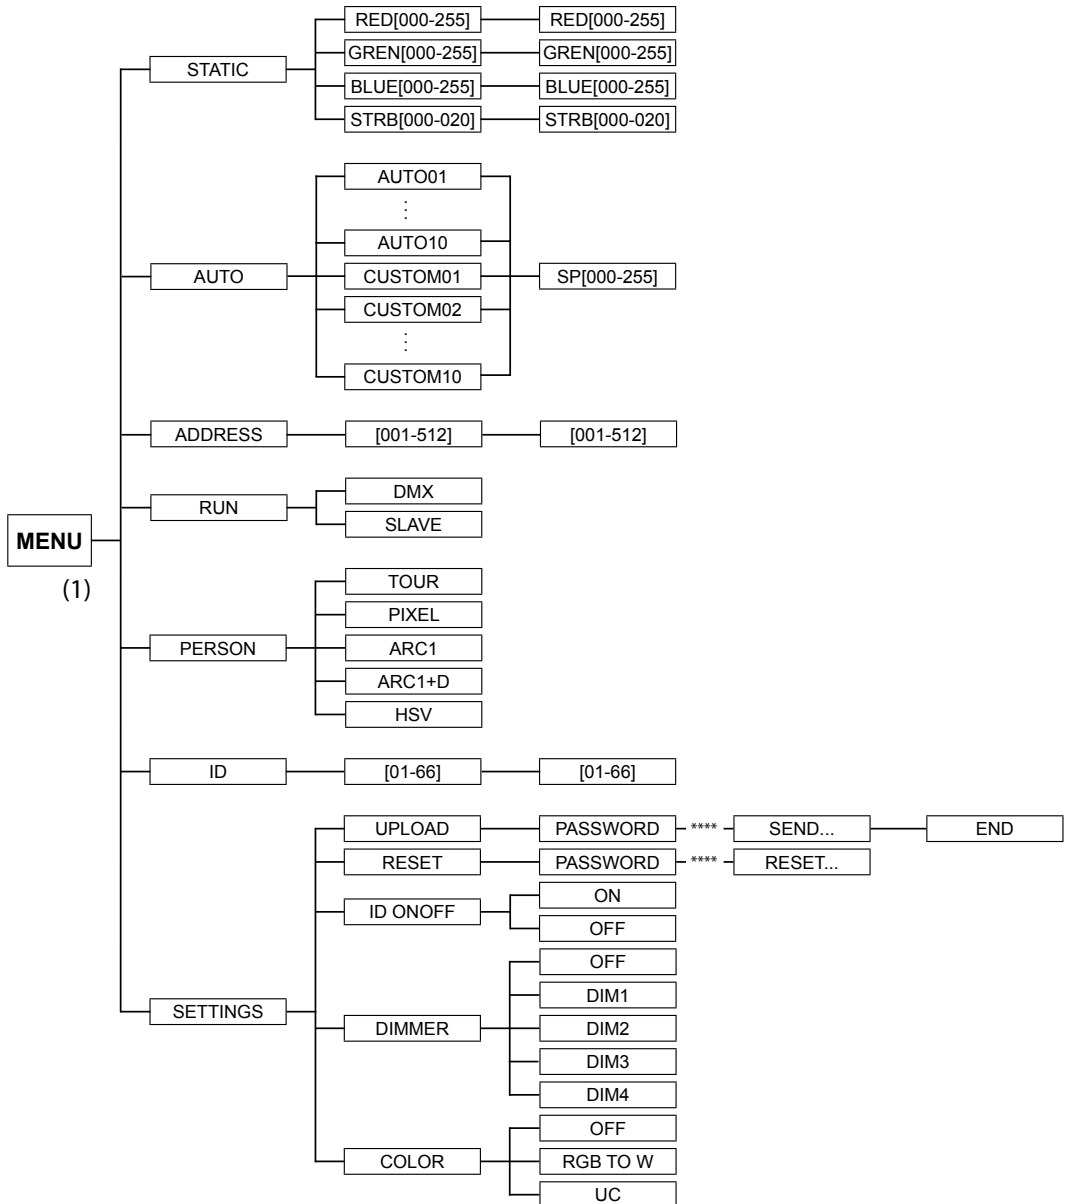 RED[000-255] RED[000-255]
GREN[000-255] GREN[000-255]
STATIC
BLUE[000-255] BLUE[000-255]
STRB[000-020] STRB[000-020]
AUTO01
⋮
AUTO10
AUTO CUSTOM01 SP[000-255]
CUSTOM02
⋮
CUSTOM10
ADDRESS [001-512] [001-512]
DMX
RUN
SLAVE
MENU
(1)
TOUR
PIXEL
PERSON ARC1
ARC1+D
HSV
ID [01-66] [01-66]
UPLOAD PASSWORD **** SEND... END
RESET PASSWORD **** RESET...
ON
ID ONOFF
OFF
OFF
DIM1
SETTINGS
DIMMER DIM2
DIM3
DIM4
OFF
COLOR RGB TO W
UC